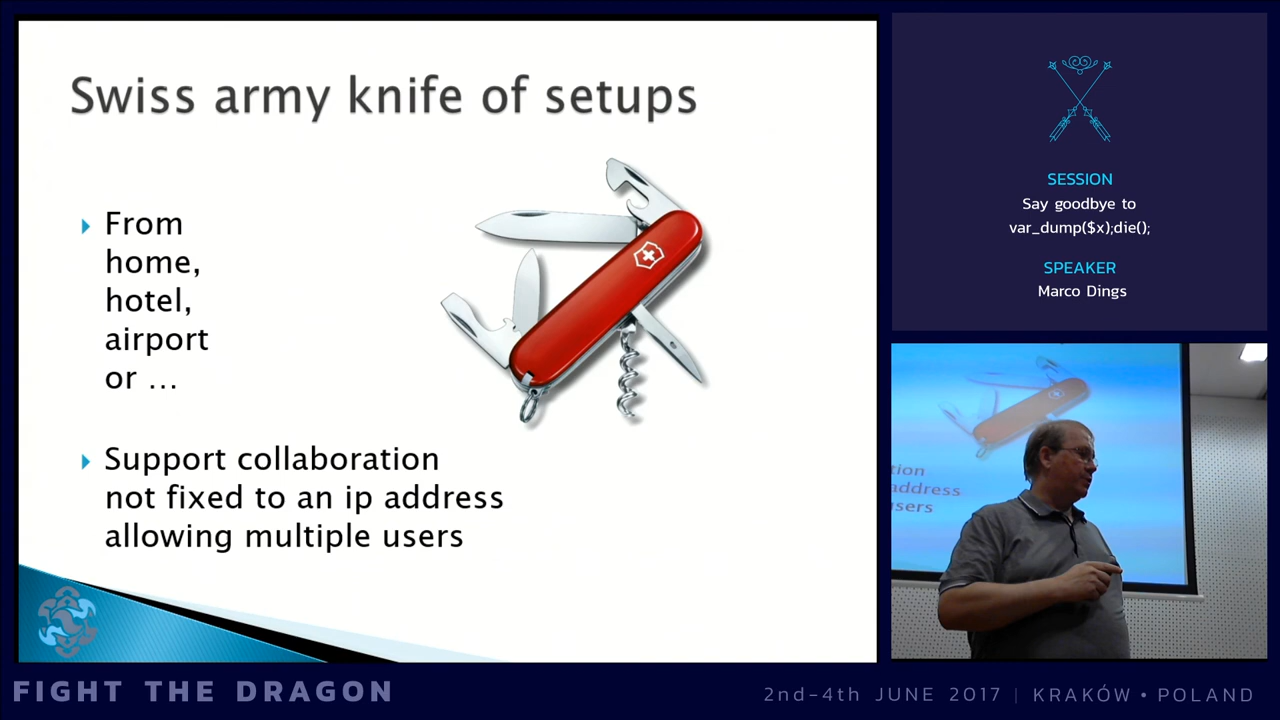 Swiss army knife of setups
From
home,
hotel,
airport
or …
Support collaboration
not fixed to an ip address
allowing multiple users
SESSION
Say goodbye to
var_dump($x);die();
SPEAKER
Marco Dings
address
FIGHT THE DRAGON
2nd-4th JUNE 2017 | KRAKÓW • POLAND